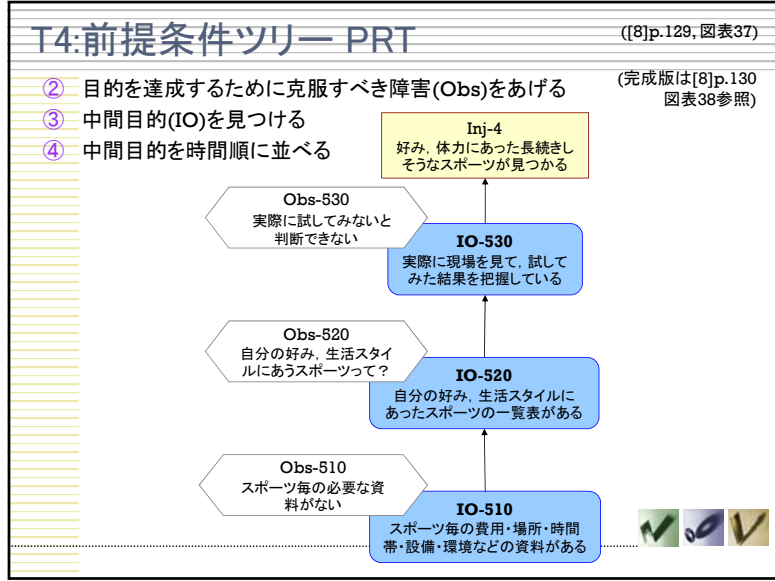 T4:前提条件ツリー PRT
([8]p.129,図表37)
(完成版は[8]p.130
図表38参照)
② 目的を達成するために克服すべき障害(Obs)をあげる
③ 中間目的(IO)を見つける
④ 中間目的を時間順に並べる
Inj-4
好み，体力にあった長続きし
そうなスポーツが見つかる
Obs-530
実際に試してみないと
判断できない
IO-530
実際に現場を見て，試して
みた結果を把握している
Obs-520
自分の好み，生活スタイ
ルにあうスポーツって？
IO-520
自分の好み，生活スタイルに
あったスポーツの一覧表がある
Obs-510
スポーツ毎の必要な資
料がない
IO-510
スポーツ毎の費用・場所・時間
帯・設備・環境などの資料がある